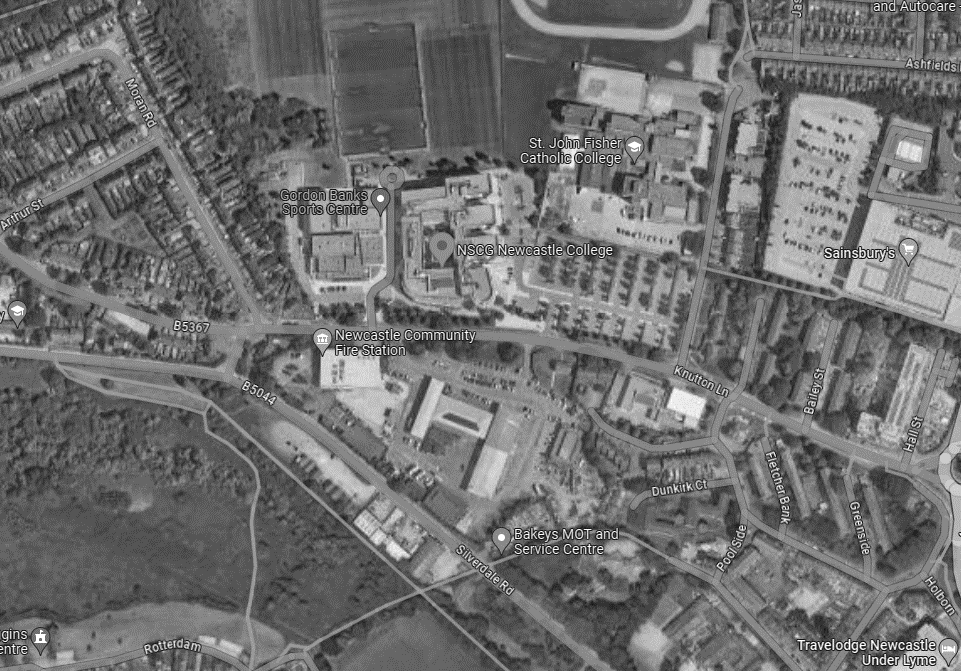 and Autocare
Ashfields
Moran Rd
St. John Fisher
Catholic College
Gordon Banks
Sports Centre
Arthur St
NSCG Newcastle College
Sainsbury's
B5367
Newcastle Community
Fire Station
Knutton Ln
B5044
Bailey St
Hall St
Fletcher Bank
Dunkirk Ct
Greenside
Bakeys MOT and
Service Centre
Pool Side
Silverdale Rd
Holborn
Rotterdam
Travelodge Newcastle
Under Lyme